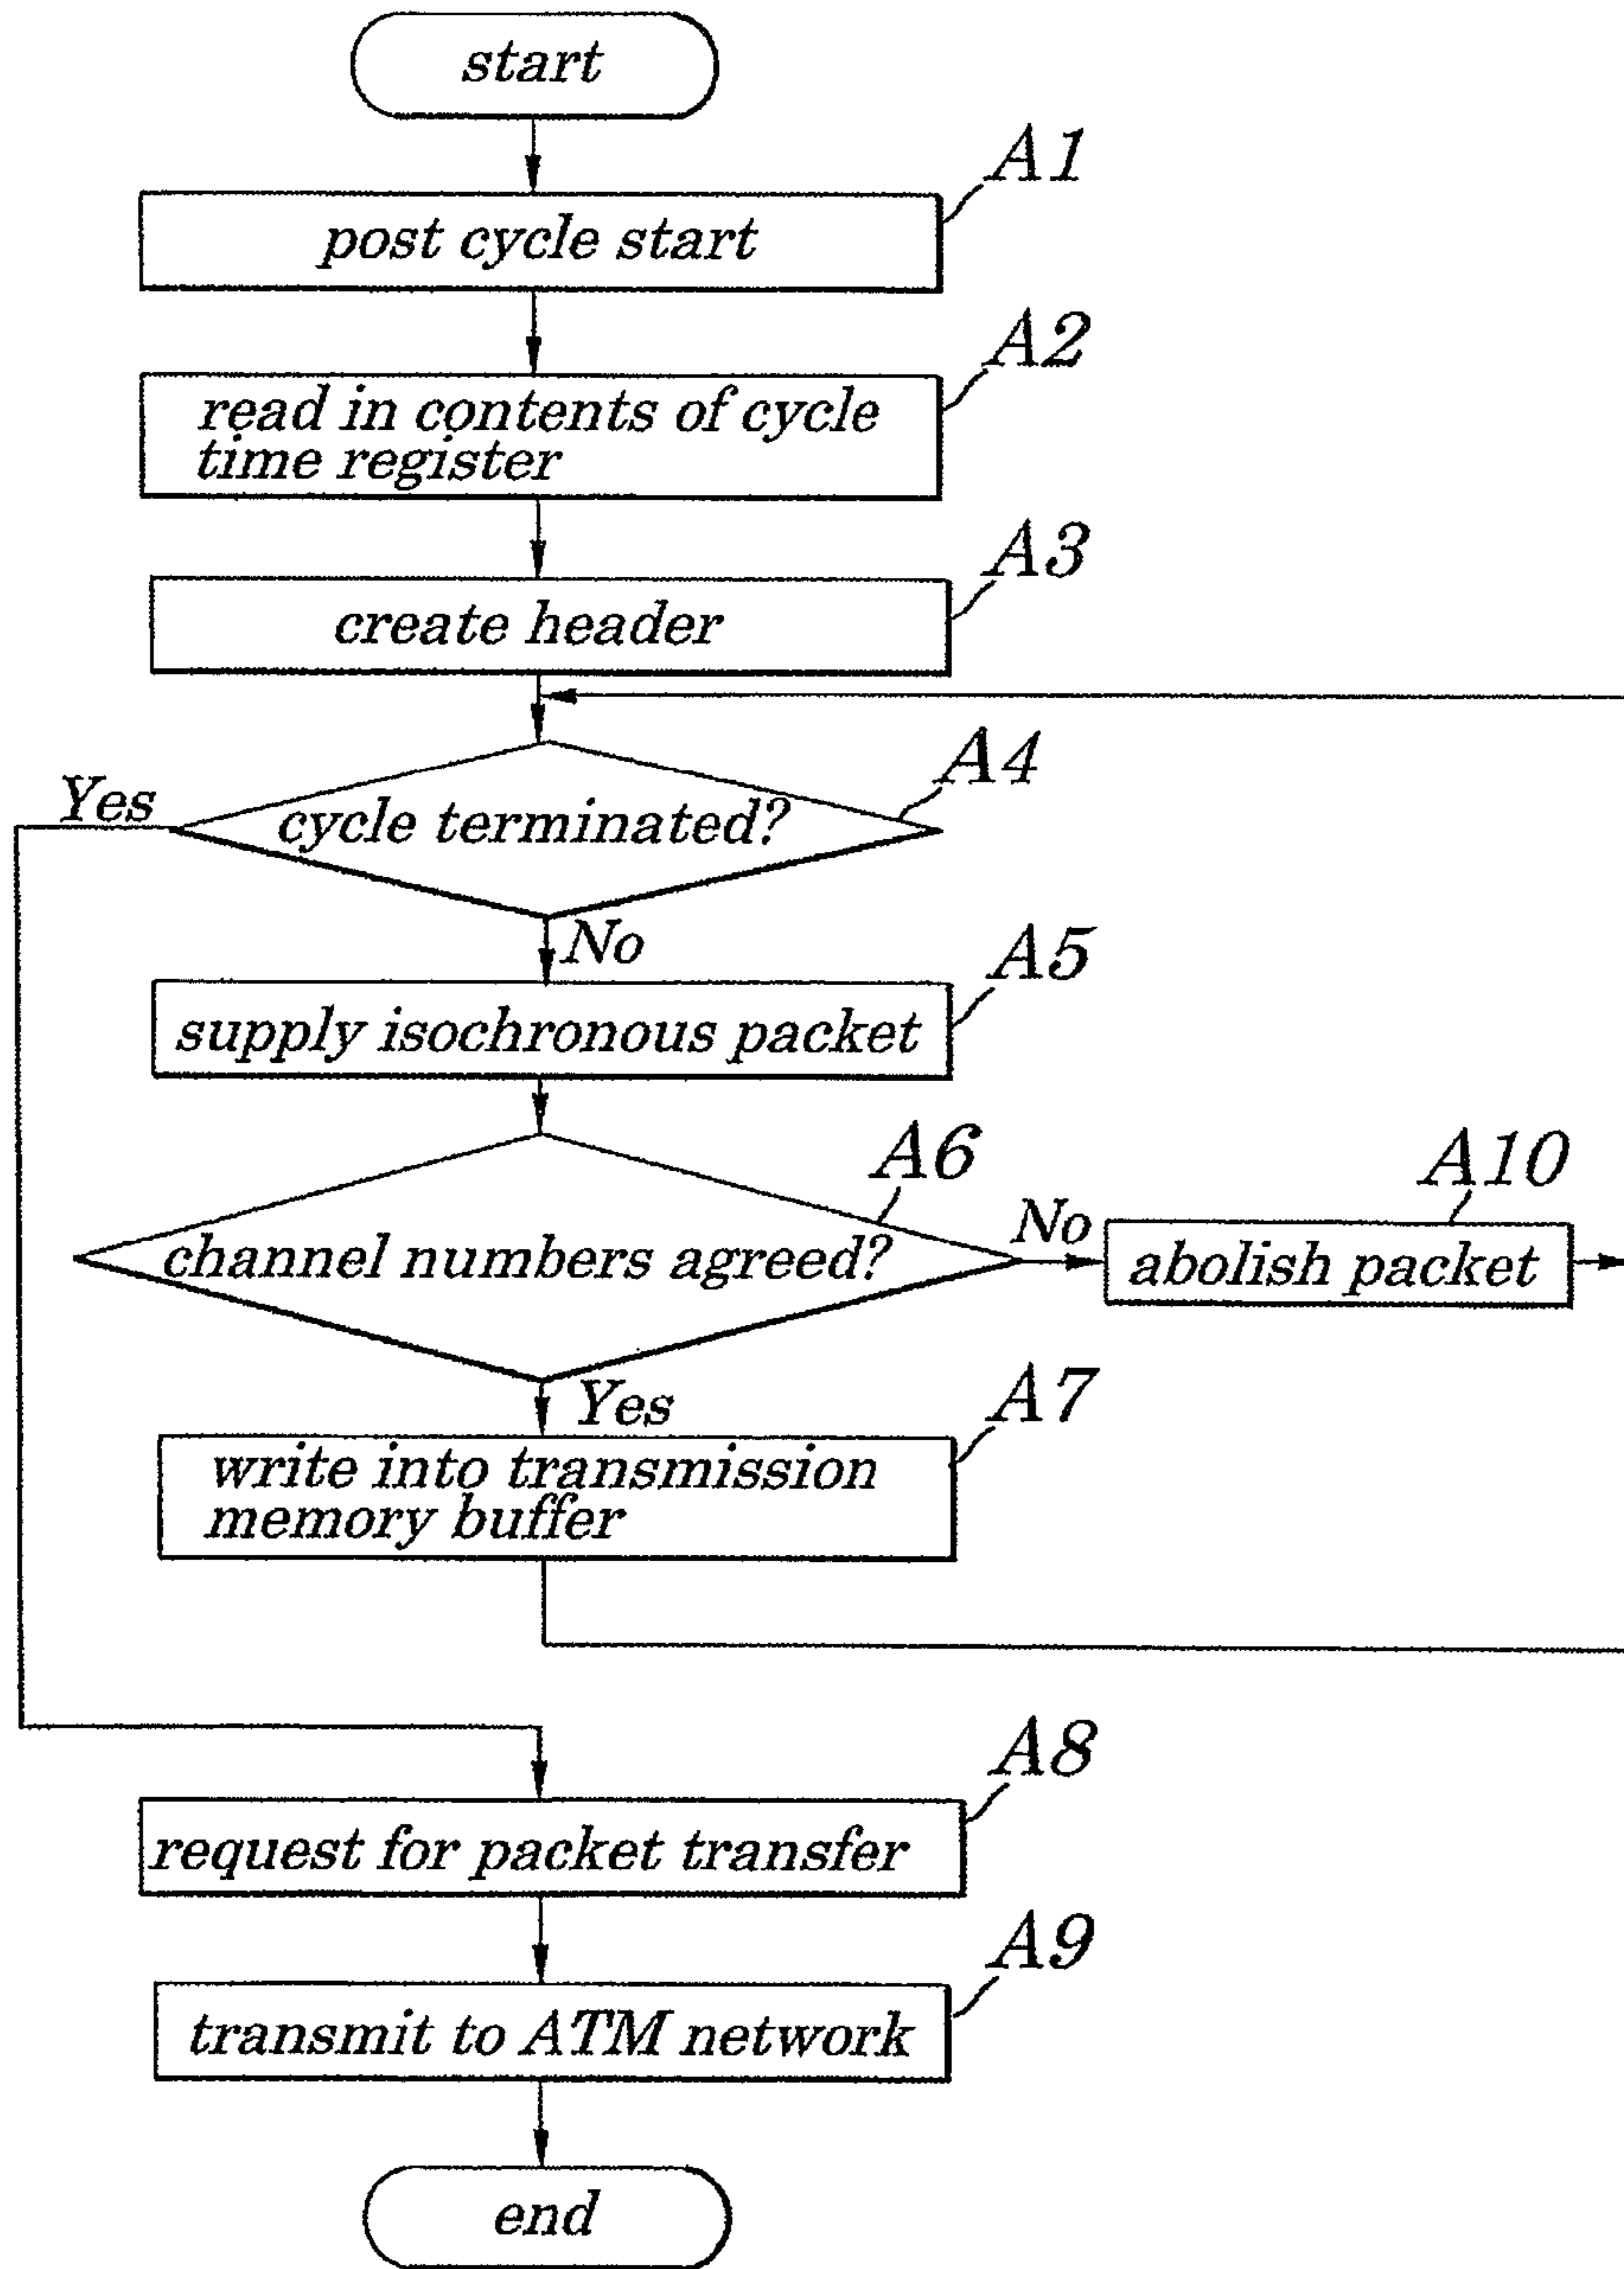 start
A1
post cycle start
A2
read in contents of cycle
time register
A3
create header
A4
Yes
cycle terminated?
No
A5
supply isochronous packet
A6
channel numbers agreed?
No
A10
abolish packet
Yes
A7
write into transmission
memory buffer
A8
request for packet transfer
A9
transmit to ATM network
end